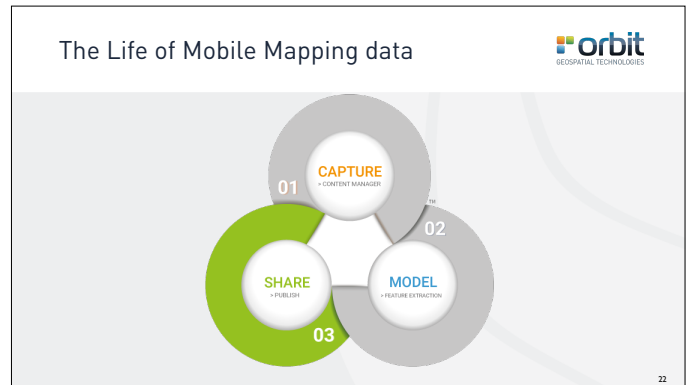 The Life of Mobile Mapping data
orbit
GEOSPATIAL TECHNOLOGIES
CAPTURE
> CONTENT MANAGER
01
TM
02
SHARE
> PUBLISH
MODEL
> FEATURE EXTRACTION
03
22